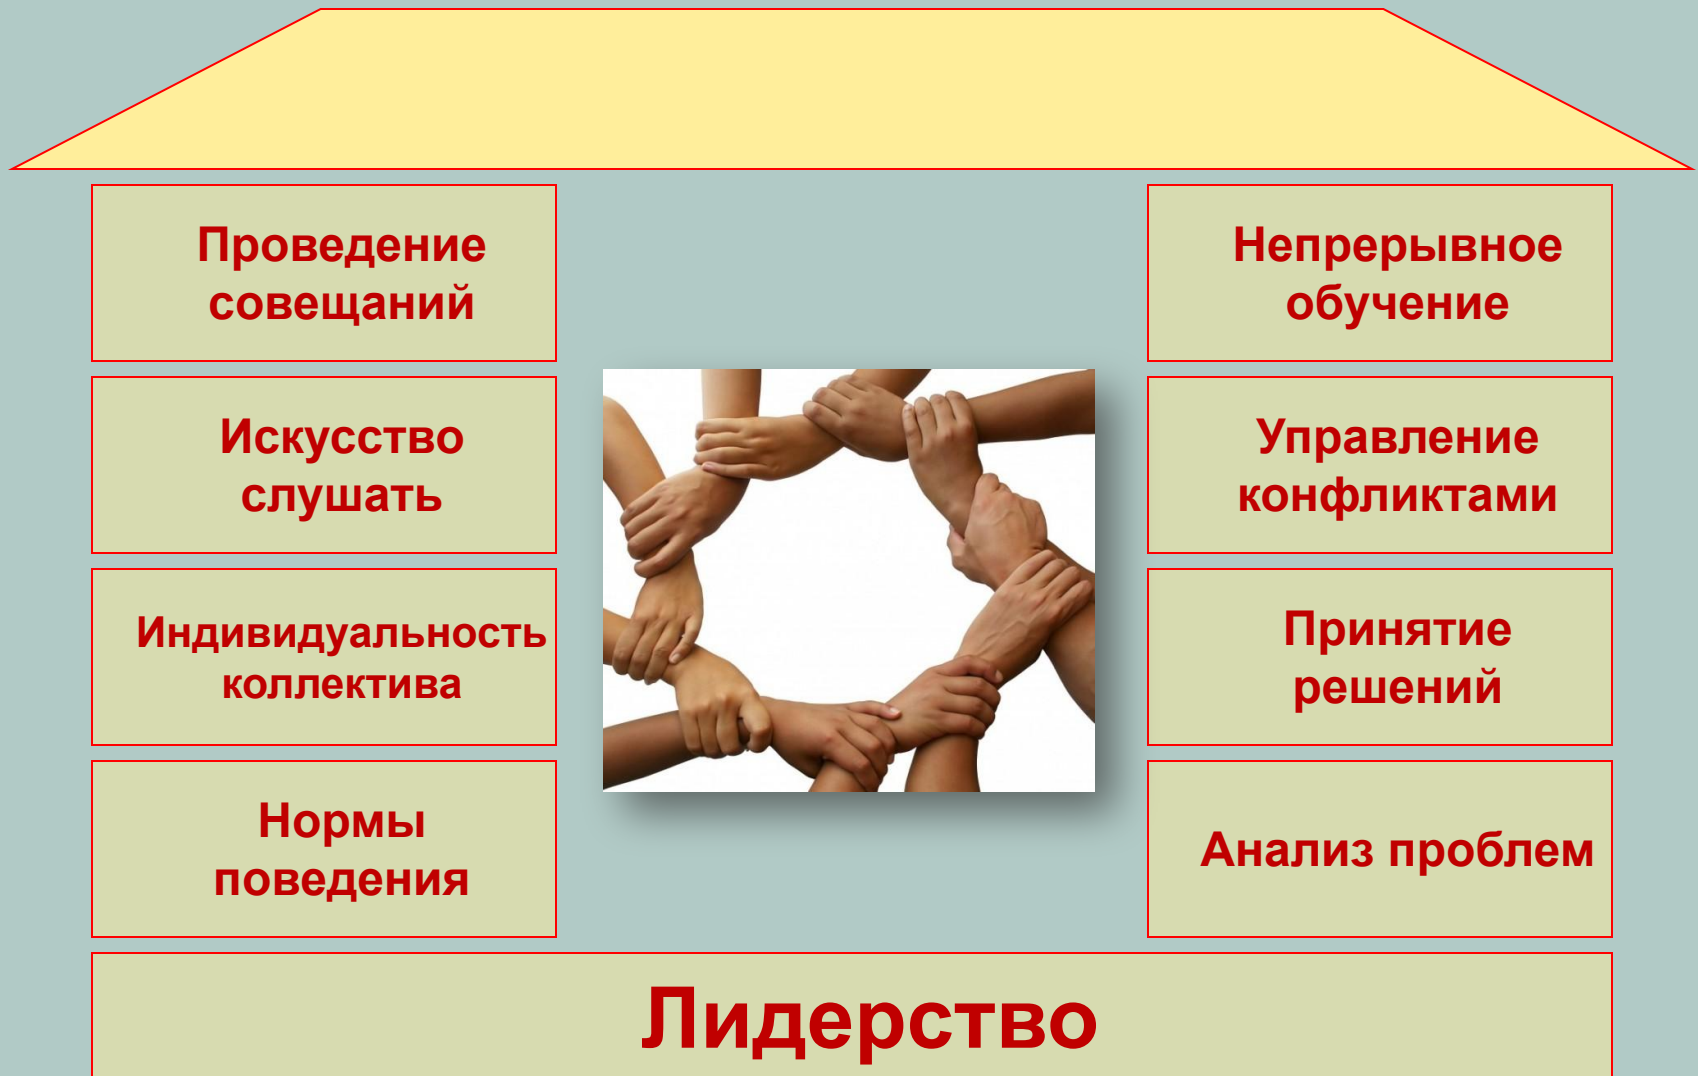 Проведение
совещаний
Искусство
слушать
Индивидуальность
коллектива
Нормы
поведения
Непрерывное
обучение
Управление
конфликтами
Принятие
решений
Анализ проблем
Лидерство